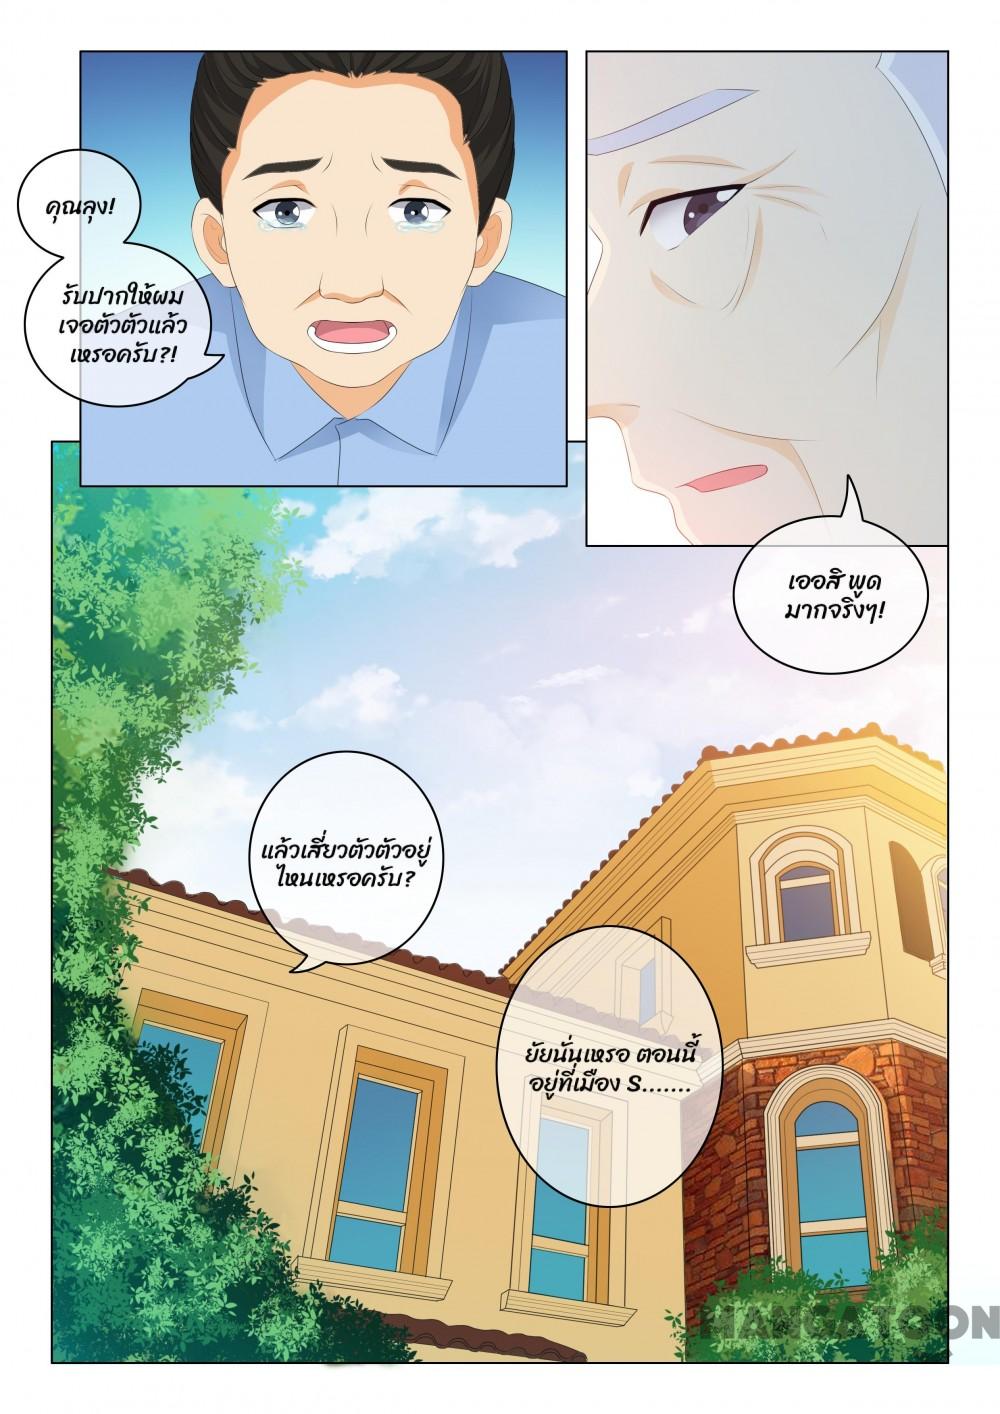 คุณลุง!
รับปากให้ผม
เจอตัวตัวแล้ว
เหรอครับ?!
เออสิ พูด
มากจริงๆ!
แล้วเสี่ยวตัวตัวอยู่
ไหนเหรอครับ?
ยัยนั่นเหรอ ตอนนี้
อยู่ที่เมือง S.......
MANGATOON